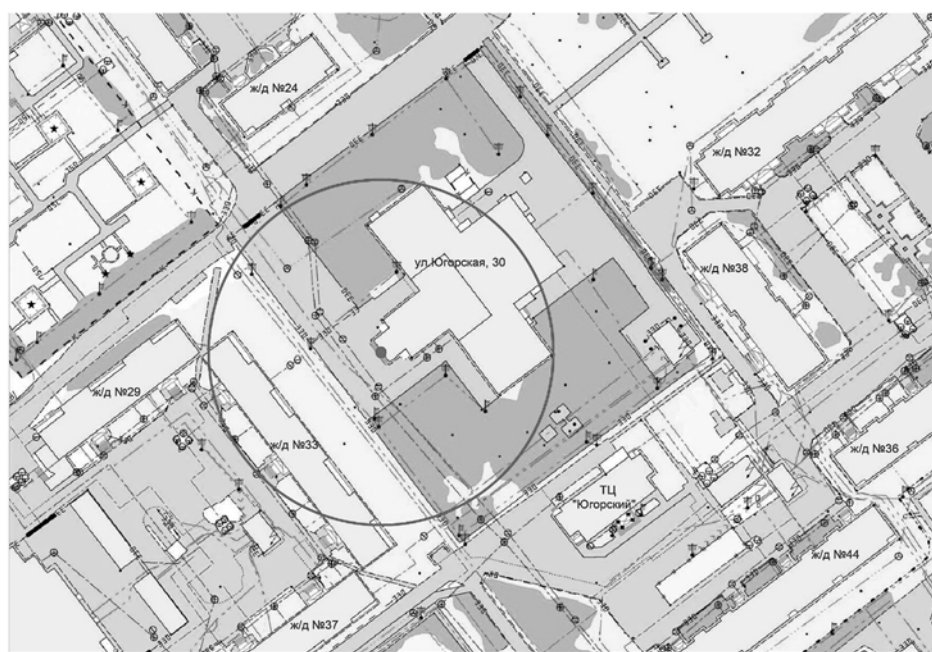 ж/д №24
ж/д №32
ул Югорская, 30
ж/д №38
ж/д №29
ж/д №33
ж/д №36
ТЦ
"Югорский"
ж/д №44
ж/д №37